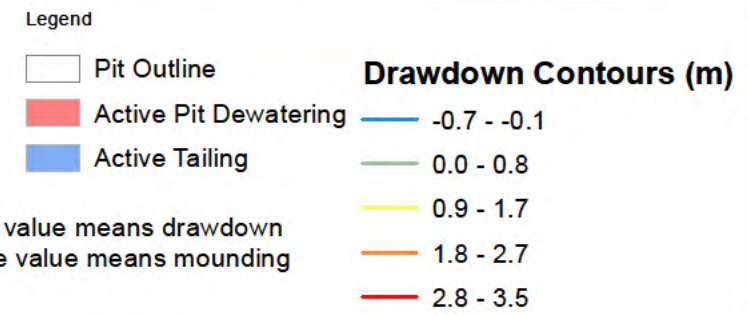 Legend
Pit Outline
Active Pit Dewatering
Active Tailing
value means drawdown
value means mounding
Drawdown Contours (m)
-0.7 - -0.1
0.0 - 0.8
0.9 - 1.7
1.8 - 2.7
2.8 - 3.5